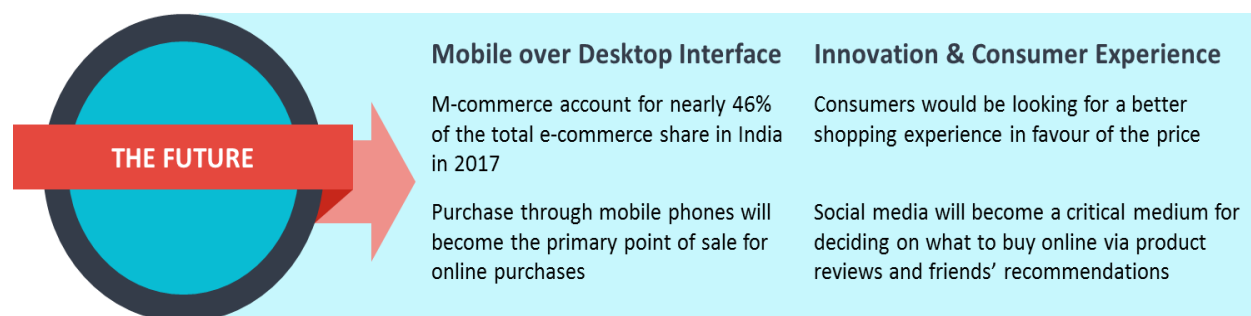 THE FUTURE
Mobile over Desktop Interface
M-commerce account for nearly 46%
of the total e-commerce share in India
in 2017
Purchase through mobile phones will
become the primary point of sale for
online purchases
Innovation & Consumer Experience
Consumers would be looking for a better
shopping experience in favour of the price
Social media will become a critical medium for
deciding on what to buy online via product
reviews and friends’ recommendations